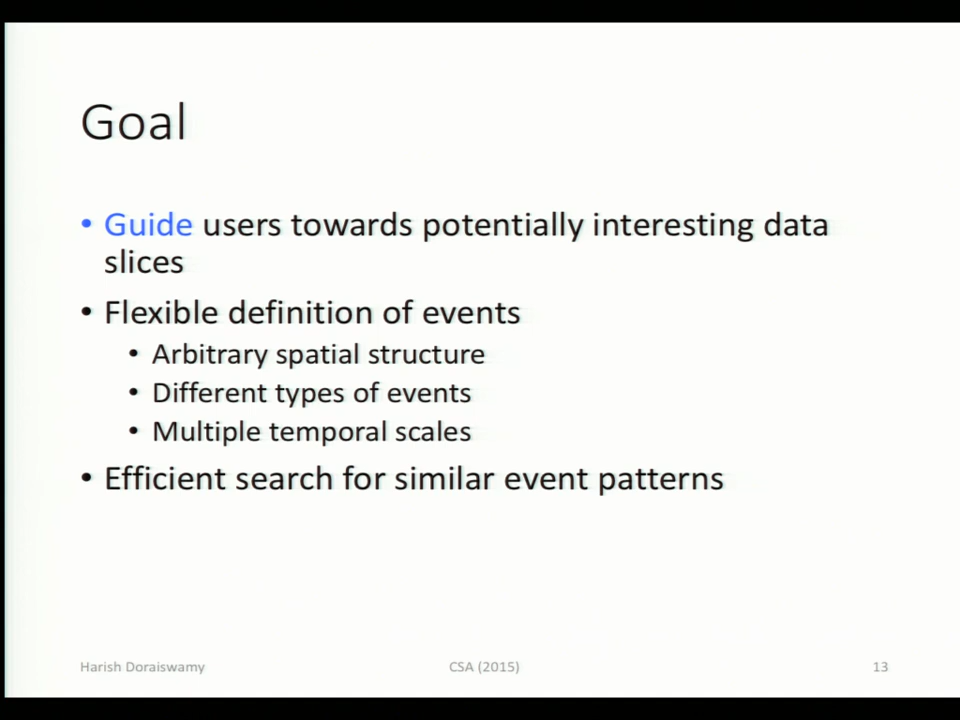 Goal
• Guide users towards potentially interesting data
slices
• Flexible definition of events
• Arbitrary spatial structure
• Different types of events
• Multiple temporal scales
• Efficient search for similar event patterns
Harish Doraiswamy CSA (2015) 13